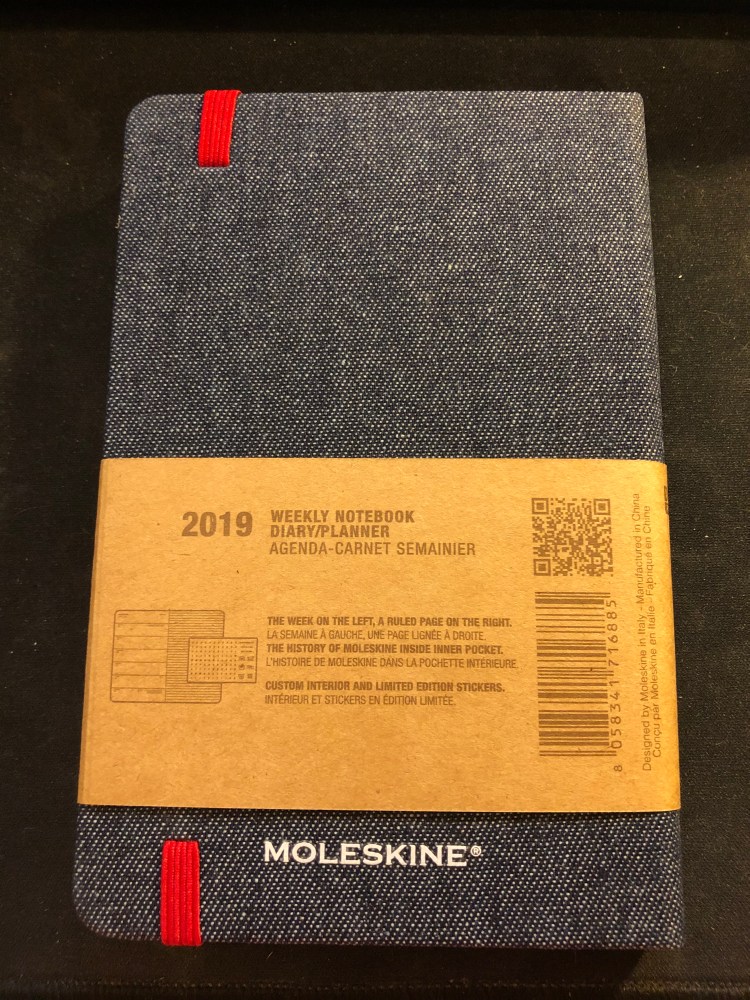 2019
WEEKLY NOTEBOOK
DIARY/PLANNER
AGENDA-CARNET SEMAINIER
THE WEEK ON THE LEFT, A RULED PAGE ON THE RIGHT.
LA SEMAINE À GAUCHE, UNE PAGE LIGNÉE À DROITE.
THE HISTORY OF MOLESKINE INSIDE INNER POCKET.
L'HISTOIRE DE MOLESKINE DANS LA POCHETTE INTÉRIEURE.
CUSTOM INTERIOR AND LIMITED EDITION STICKERS.
INTÉRIEUR ET STICKERS EN ÉDITION LIMITÉE.
8 058341 716885
Designed by Moleskine in Italy - Manufactured in China
Conçu par Moleskine en Italie - Fabriqué en Chine
MOLESKINE®